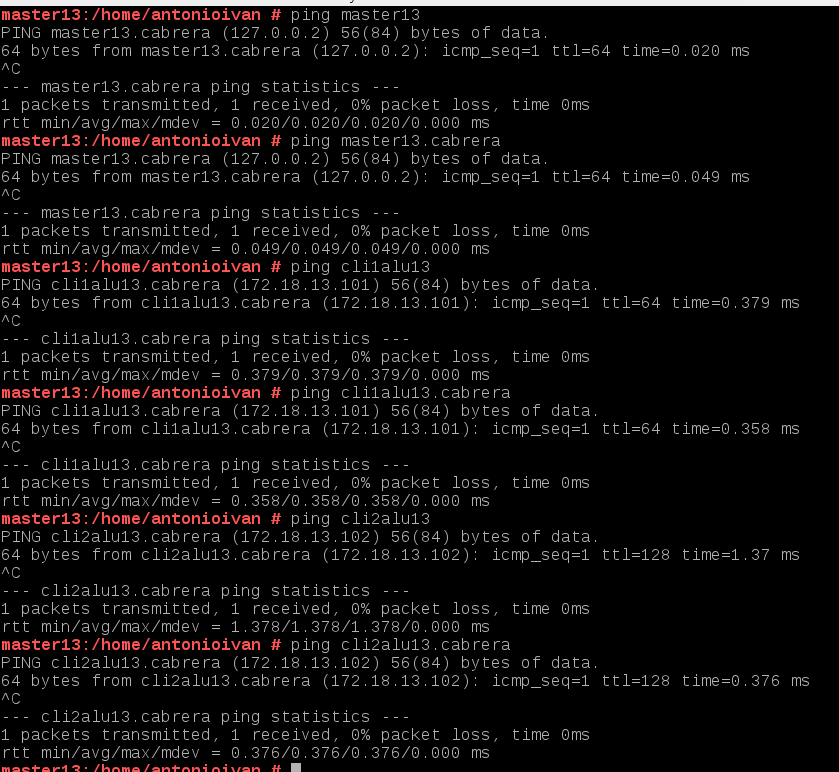 master13:/home/antonioivan # ping master13
PING master13.cabrera (127.0.0.2) 56(84) bytes of data.
64 bytes from master13.cabrera (127.0.0.2): icmp_seq=1 ttl=64 time=0.020 ms
^C
--- master13.cabrera ping statistics ---
1 packets transmitted, 1 received, 0% packet loss, time 0ms
rtt min/avg/max/mdev = 0.020/0.020/0.020/0.000 ms
master13:/home/antonioivan # ping master13.cabrera
PING master13.cabrera (127.0.0.2) 56(84) bytes of data.
64 bytes from master13.cabrera (127.0.0.2): icmp_seq=1 ttl=64 time=0.049 ms
^C
--- master13.cabrera ping statistics ---
1 packets transmitted, 1 received, 0% packet loss, time 0ms
rtt min/avg/max/mdev = 0.049/0.049/0.049/0.000 ms
master13:/home/antonioivan # ping cli1alu13
PING cli1alu13.cabrera (172.18.13.101) 56(84) bytes of data.
64 bytes from cli1alu13.cabrera (172.18.13.101): icmp_seq=1 ttl=64 time=0.379 ms
^C
--- cli1alu13.cabrera ping statistics ---
1 packets transmitted, 1 received, 0% packet loss, time 0ms
rtt min/avg/max/mdev = 0.379/0.379/0.379/0.000 ms
master13:/home/antonioivan # ping cli1alu13.cabrera
PING cli1alu13.cabrera (172.18.13.101) 56(84) bytes of data.
64 bytes from cli1alu13.cabrera (172.18.13.101): icmp_seq=1 ttl=64 time=0.358 ms
^C
--- cli1alu13.cabrera ping statistics ---
1 packets transmitted, 1 received, 0% packet loss, time 0ms
rtt min/avg/max/mdev = 0.358/0.358/0.358/0.000 ms
master13:/home/antonioivan # ping cli2alu13
PING cli2alu13.cabrera (172.18.13.102) 56(84) bytes of data.
64 bytes from cli2alu13.cabrera (172.18.13.102): icmp_seq=1 ttl=128 time=1.37 ms
^C
--- cli2alu13.cabrera ping statistics ---
1 packets transmitted, 1 received, 0% packet loss, time 0ms
rtt min/avg/max/mdev = 1.378/1.378/1.378/0.000 ms
master13:/home/antonioivan # ping cli2alu13.cabrera
PING cli2alu13.cabrera (172.18.13.102) 56(84) bytes of data.
64 bytes from cli2alu13.cabrera (172.18.13.102): icmp_seq=1 ttl=128 time=0.376 ms
^C
--- cli2alu13.cabrera ping statistics ---
1 packets transmitted, 1 received, 0% packet loss, time 0ms
rtt min/avg/max/mdev = 0.376/0.376/0.376/0.000 ms
master13:/home/antonioivan #